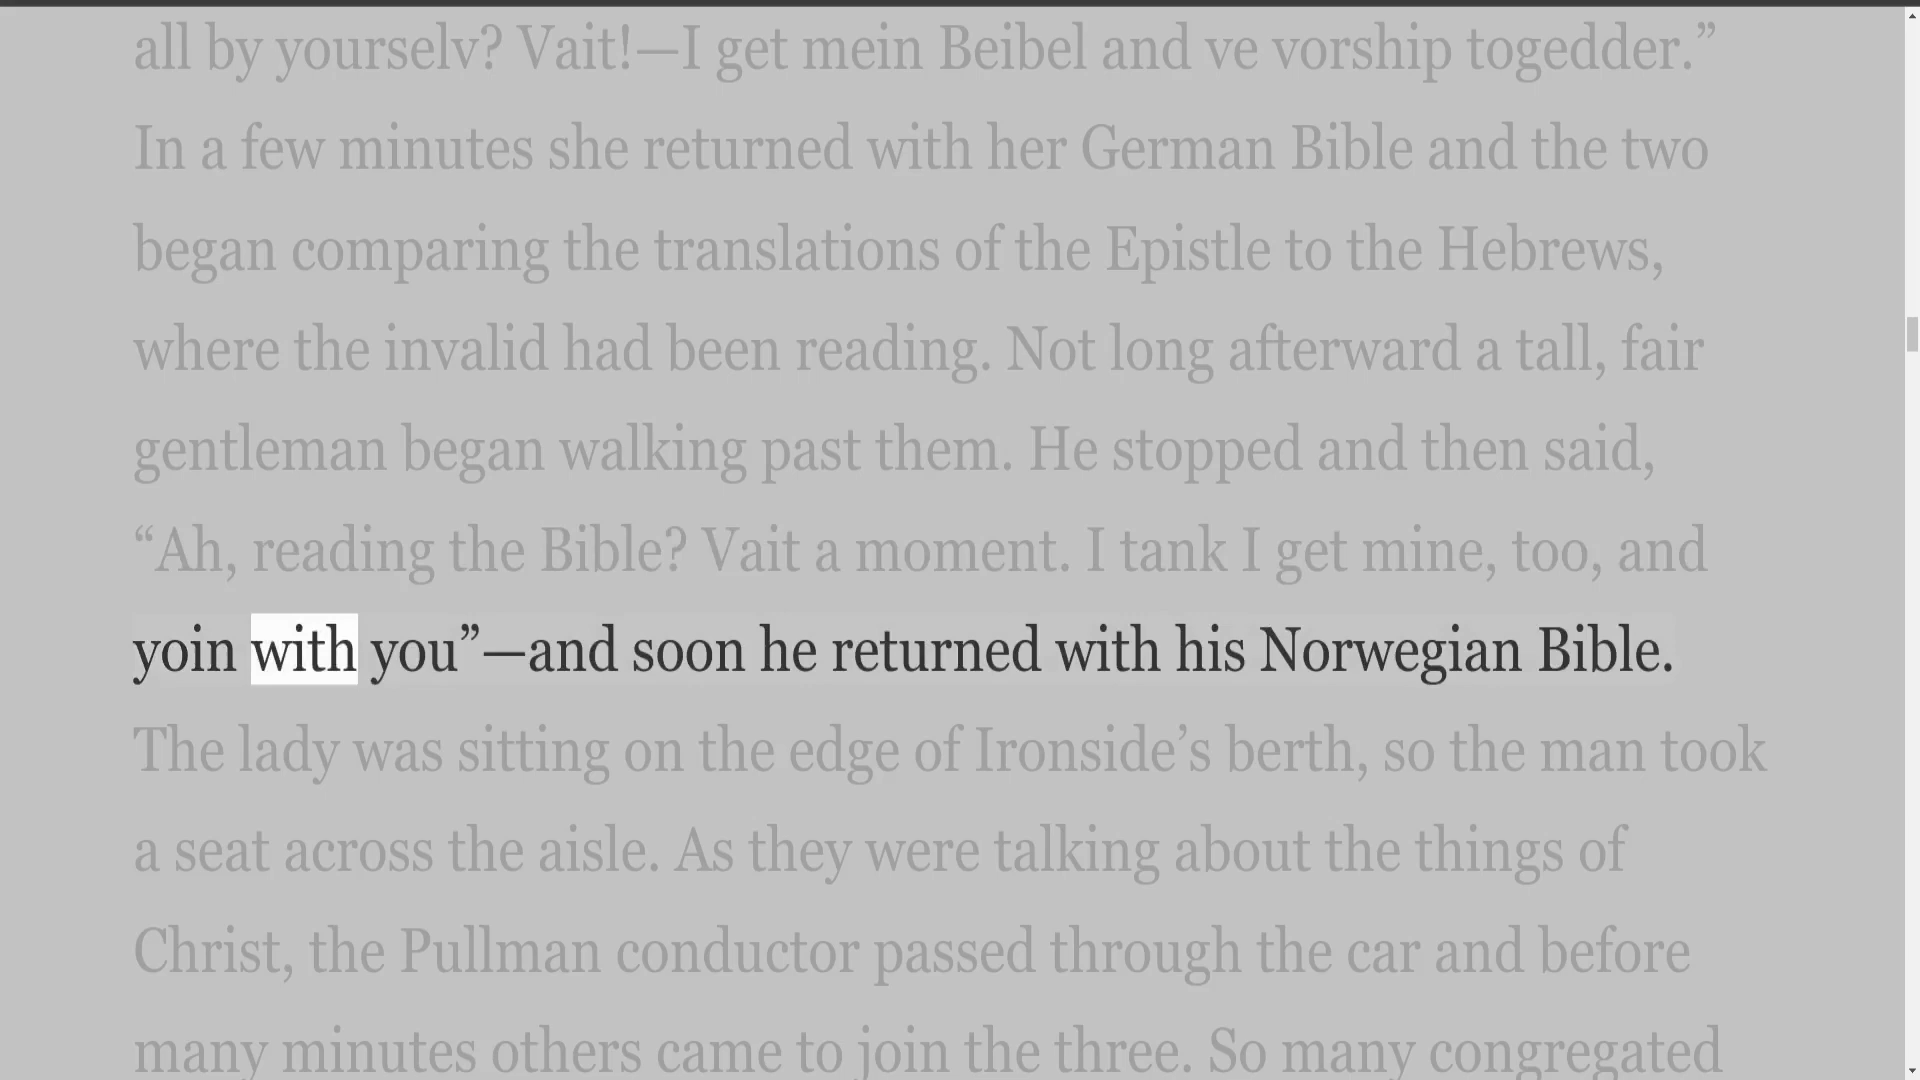 all by yourselv? Vait!—I get mein Beibel and ve vorship togedder.”
In a few minutes she returned with her German Bible and the two
began comparing the translations of the Epistle to the Hebrews,
where the invalid had been reading. Not long afterward a tall, fair
gentleman began walking past them. He stopped and then said,
“Ah, reading the Bible? Vait a moment. I tank I get mine, too, and
yoin with you”—and soon he returned with his Norwegian Bible.
The lady was sitting on the edge of Ironside’s berth, so the man took
a seat across the aisle. As they were talking about the things of
Christ, the Pullman conductor passed through the car and before
many minutes others came to join the three. So many congregated